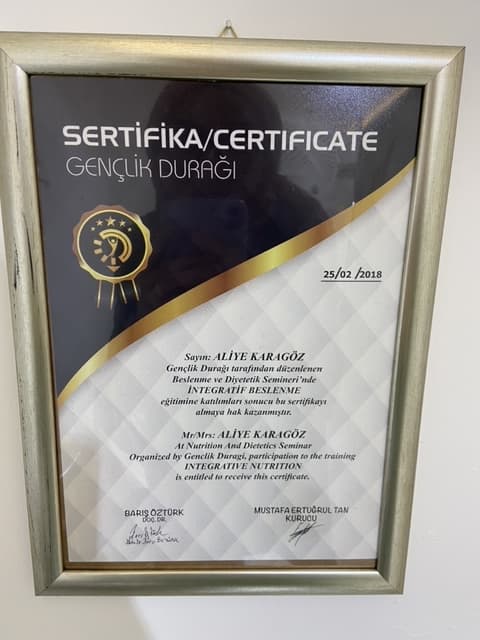 SERTİFİKA/CERTIFICATE
GENÇLİK DURAĞI
25/02 /2018
Sayın: ALİYE KARAGÖZ
Gençlik Durağı tarafından düzenlenen
Beslenme ve Diyetetik Semineri'nde
İNTEGRATİF BESLENME
eğitimine katılımları sonucu bu sertifikayı
almaya hak kazanmıştır.
Mr/Mrs: ALİYE KARAGÖZ
At Nutrition And Dietetics Seminar
Organized by Genclik Duragi, participation to the training
INTEGRATIVE NUTRITION
is entitled to receive this certificate.
BARIŞ ÖZTÜRK
DOÇ. DR.
MUSTAFA ERTUĞRUL TAN
KURUCU